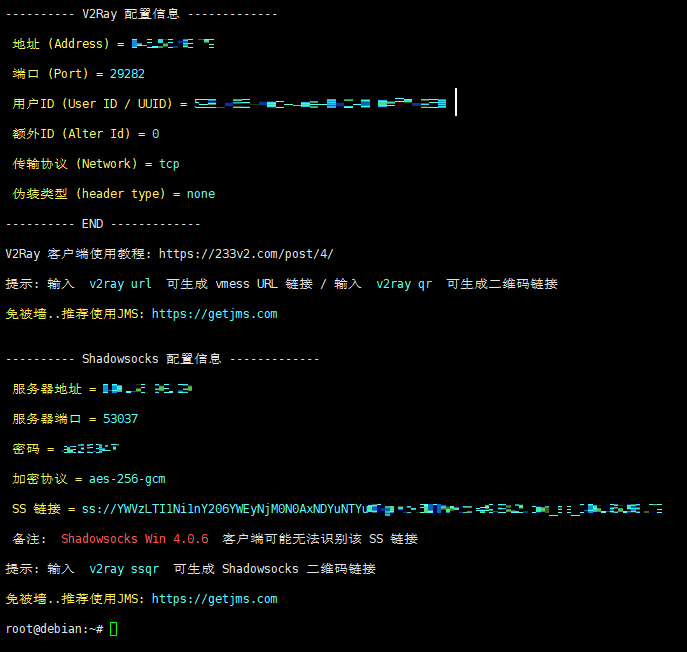 ---------- V2Ray 配置信息 -------------
地址 (Address) =
端口 (Port) = 29282
用户ID (User ID / UUID) =
额外ID (Alter Id) = 0
传输协议 (Network) = tcp
伪装类型 (header type) = none
---------- END -------------
V2Ray 客户端使用教程: https://233v2.com/post/4/
提示: 输入 v2ray url 可生成 vmess URL 链接 / 输入 v2ray qr 可生成二维码链接
免被墙..推荐使用JMS: https://getjms.com
---------- Shadowsocks 配置信息 -------------
服务器地址 =
服务器端口 = 53037
密码 =
加密协议 = aes-256-gcm
SS 链接 =
备注: Shadowsocks Win 4.0.6 客户端可能无法识别该 SS 链接
提示: 输入 v2ray ssqr 可生成 Shadowsocks 二维码链接
免被墙..推荐使用JMS: https://getjms.com
root@debian:~#